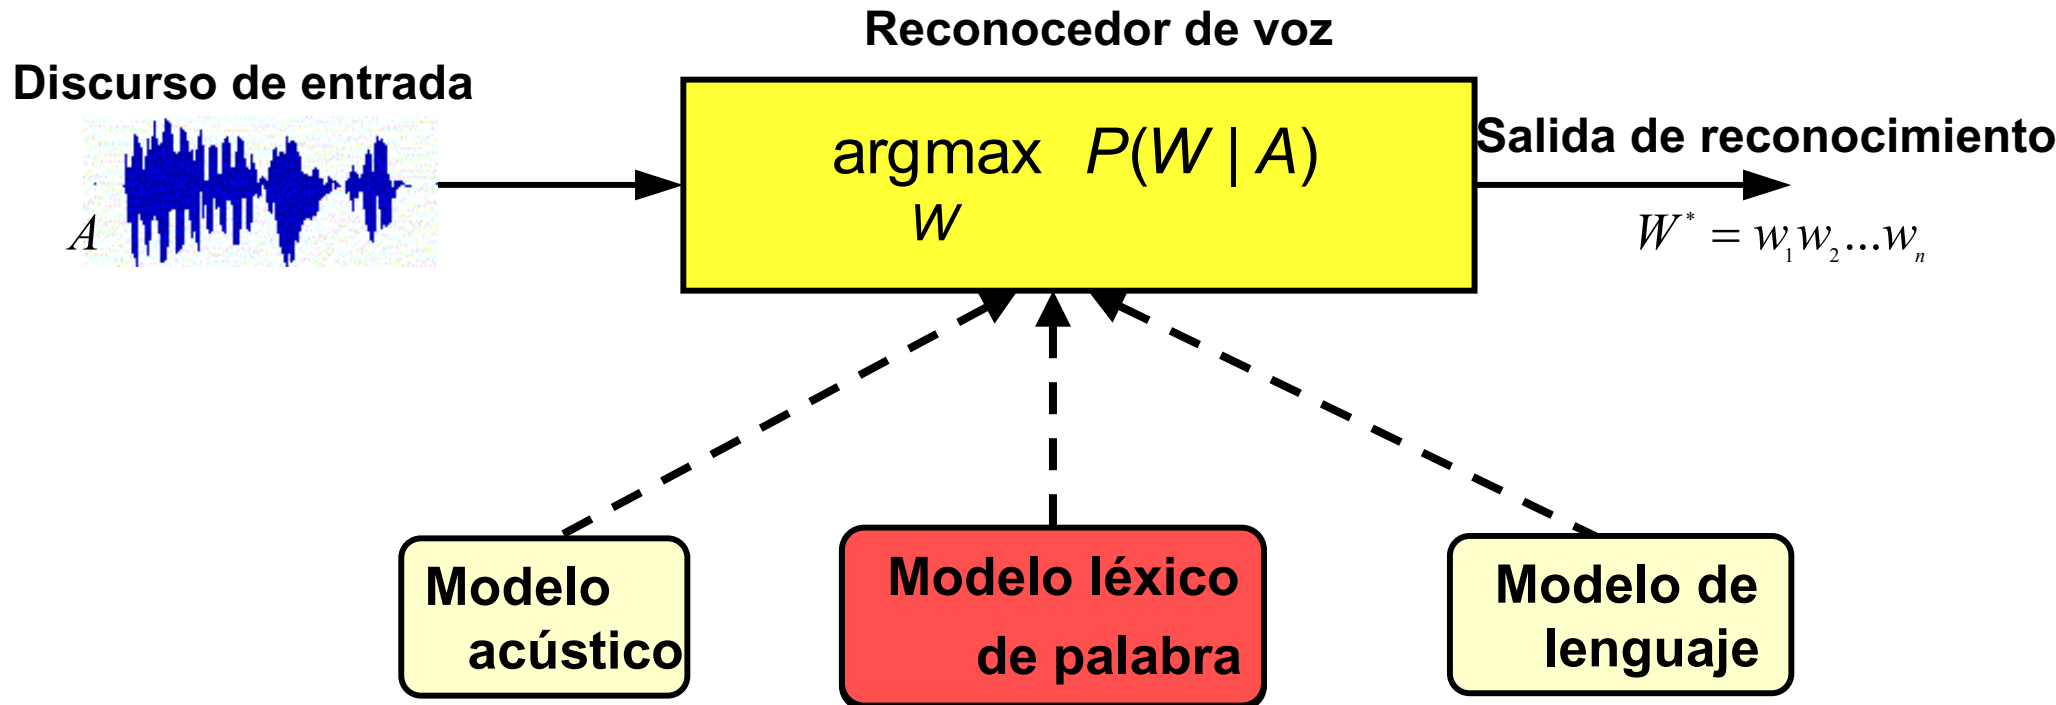 Reconocedor de voz
Discurso de entrada
A
argmax P(W | A)
W
Salida de reconocimiento
W* = w₁w₂...wₙ
Modelo
acústico
Modelo léxico
de palabra
Modelo de
lenguaje